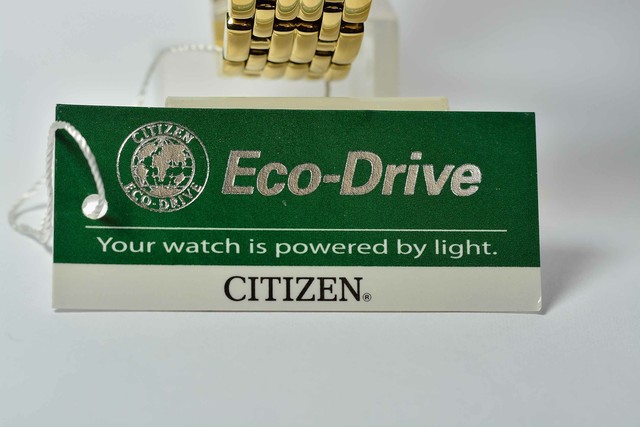 CITIZEN
ECO-DRIVE
Eco-Drive
Your watch is powered by light.
CITIZEN®